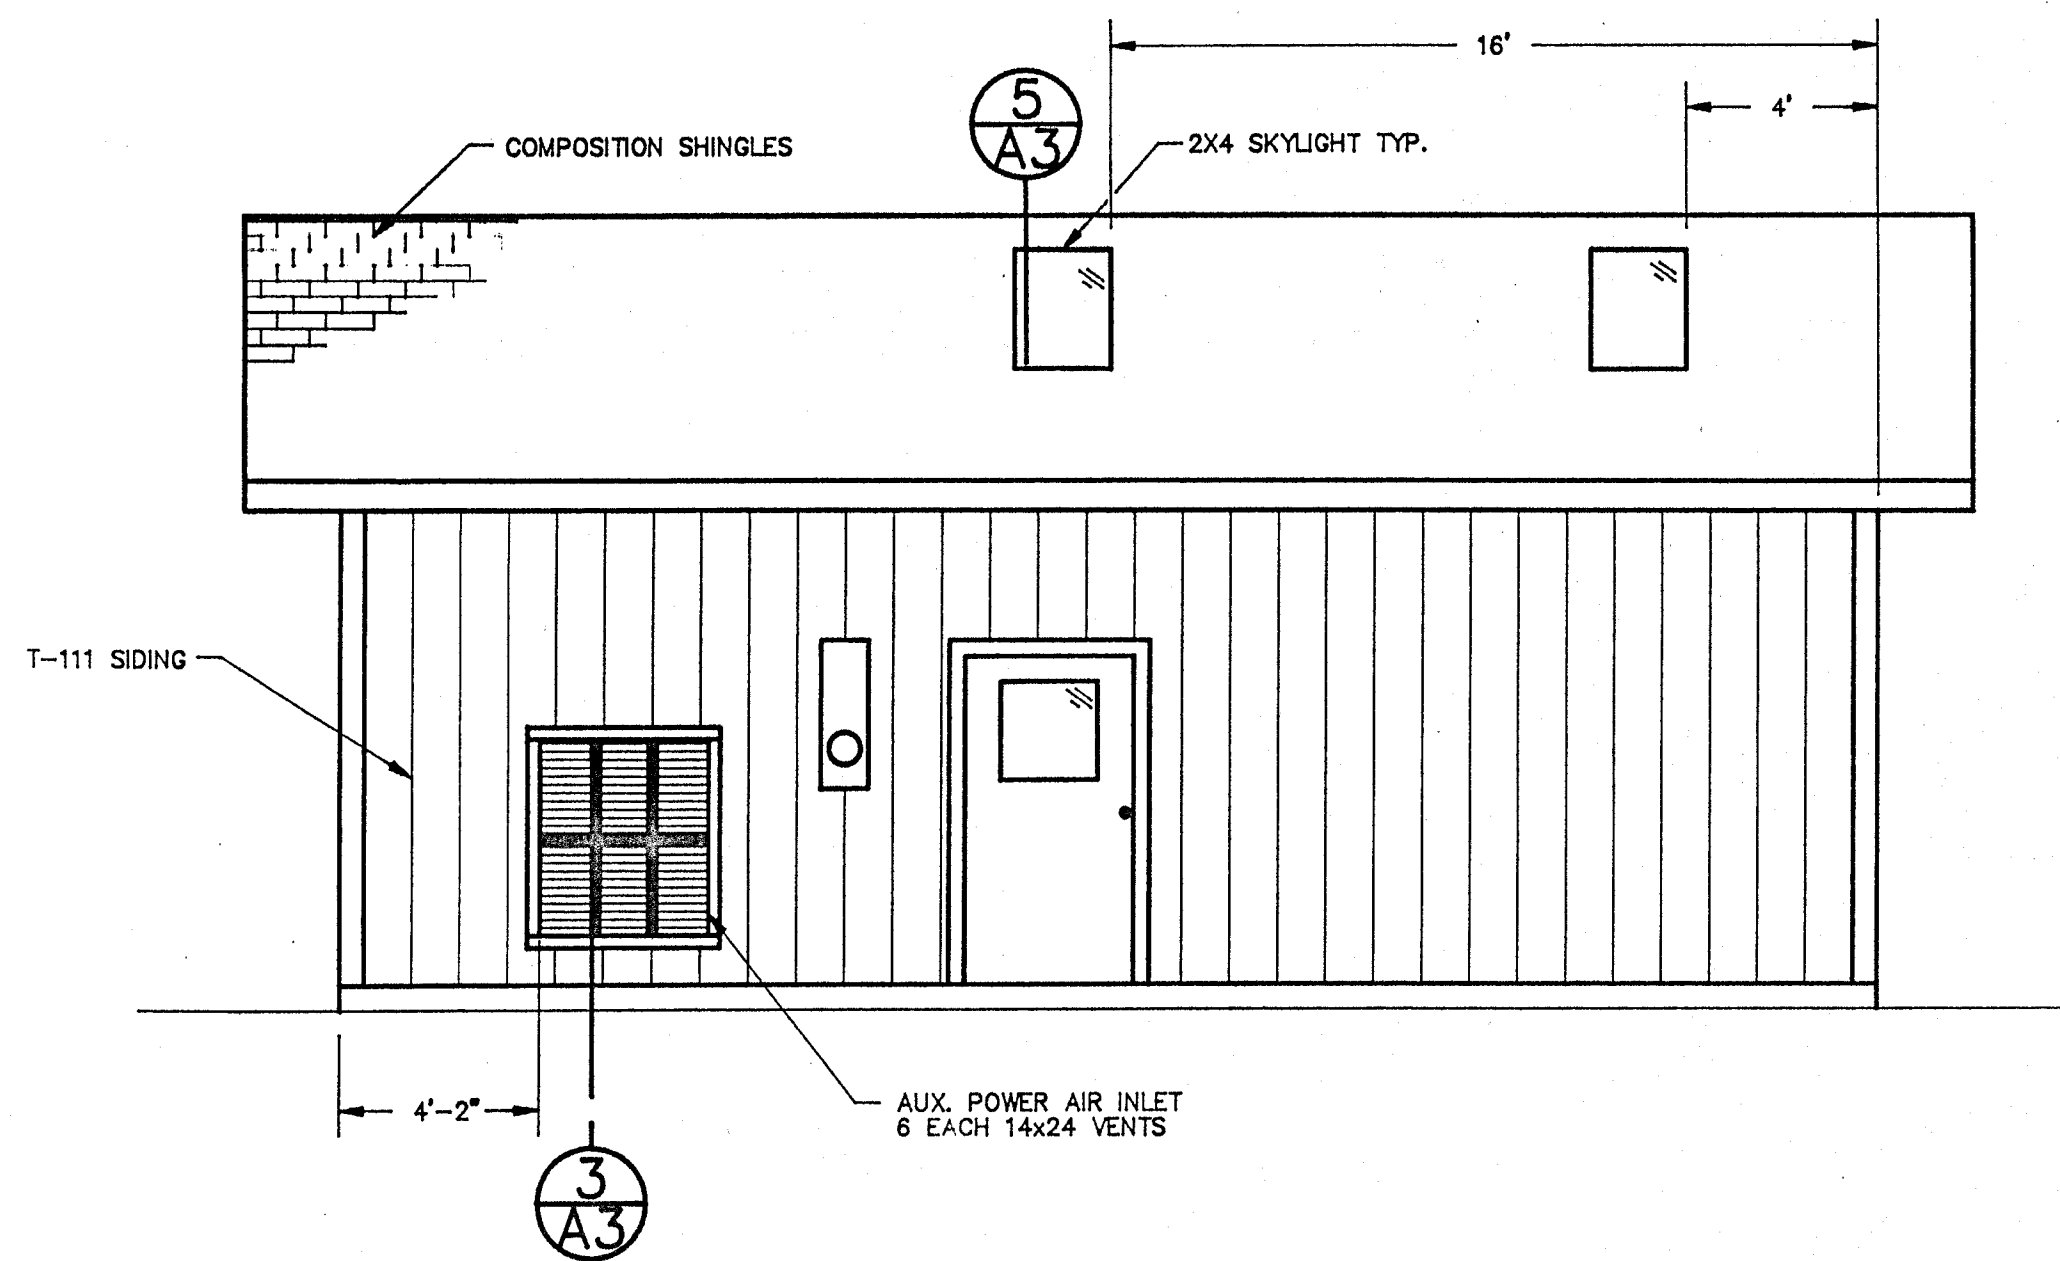 16'
4'
5
A3
COMPOSITION SHINGLES
2X4 SKYLIGHT TYP.
T-111 SIDING
4'-2"
AUX. POWER AIR INLET
6 EACH 14x24 VENTS
3
A3